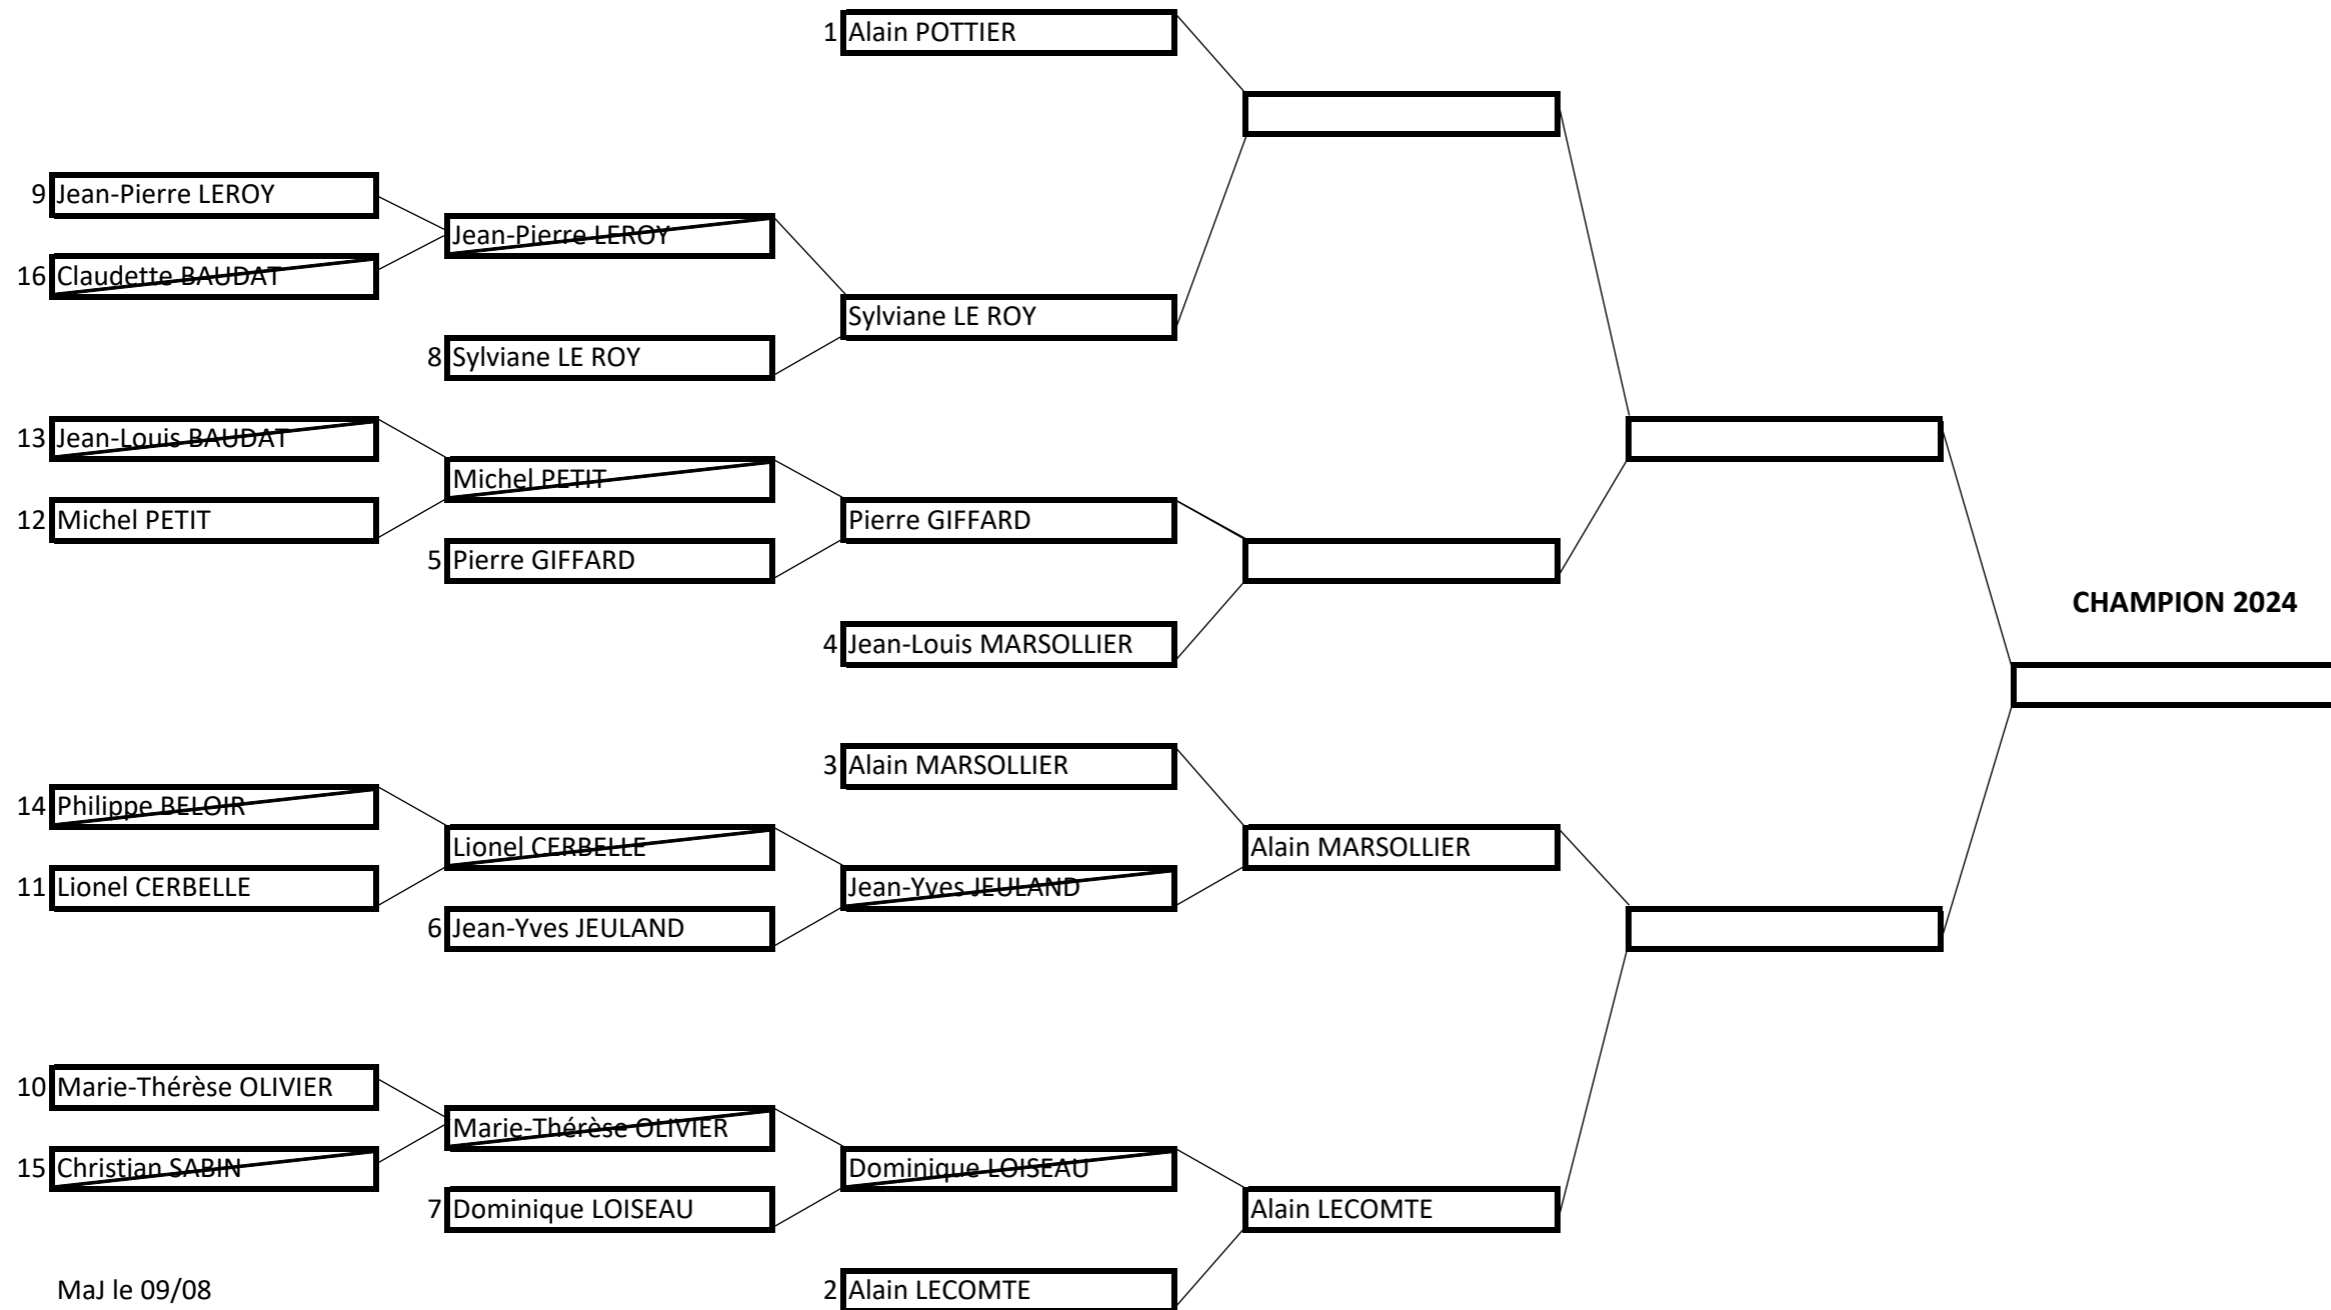 1 Alain POTTIER
9 Jean-Pierre LEROY
Jean-Pierre LEROY
16 Claudette BAUDAT
Sylviane LE ROY
8 Sylviane LE ROY
13 Jean-Louis BAUDAT
Michel PETIT
12 Michel PETIT
Pierre GIFFARD
5 Pierre GIFFARD
CHAMPION 2024
4 Jean-Louis MARSOLLIER
3 Alain MARSOLLIER
14 Philippe BELOIR
Lionel CERBELLE
Alain MARSOLLIER
11 Lionel CERBELLE
Jean-Yves JEULAND
6 Jean-Yves JEULAND
10 Marie-Thérèse OLIVIER
Marie-Thérèse OLIVIER
15 Christian SABIN
Dominique LOISEAU
7 Dominique LOISEAU
Alain LECOMTE
MaJ le 09/08
2 Alain LECOMTE